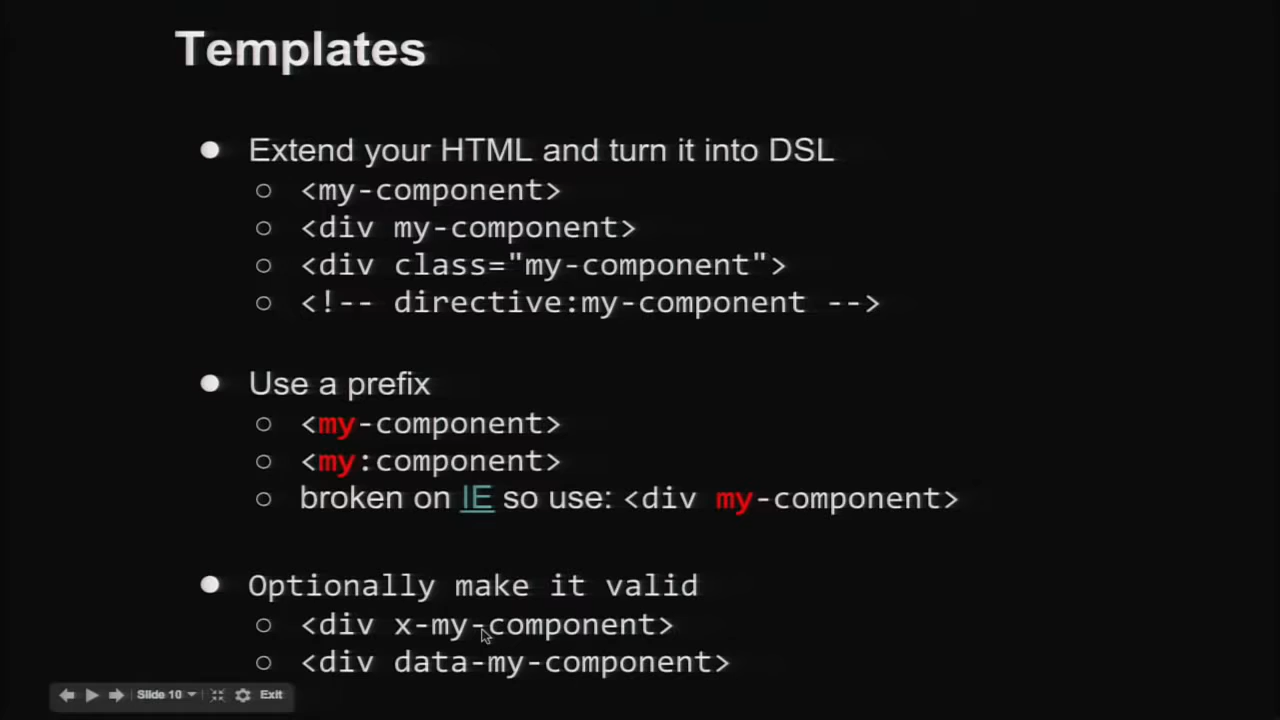 Templates
Extend your HTML and turn it into DSL
<my-component>
<div my-component>
<div class="my-component">
<!-- directive:my-component -->
Use a prefix
<my-component>
<my:component>
broken on IE so use: <div my-component>
Optionally make it valid
<div x-my-component>
<div data-my-component>
Slide 10 Exit